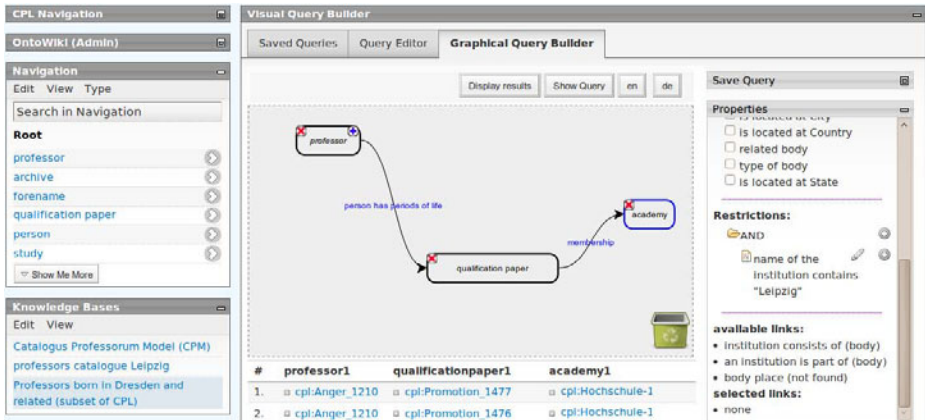 CPL Navigation
OntoWiki (Admin)
Navigation
Edit View Type
Search in Navigation
Root
professor
archive
forename
qualification paper
person
study
Show Me More
Knowledge Bases
Edit View
Catalogus Professorum Model (CPM)
professors catalogue Leipzig
Professors born in Dresden and
related (subset of CPL)
Visual Query Builder
Saved Queries Query Editor Graphical Query Builder
Display results Show Query en de
professor
person has periods of life
academy
membership
qualification paper
# professor1 qualificationpaper1 academy1
1. cpl:Anger_1210 cpl:Promotion_1477 cpl:Hochschule-1
2. cpl:Anger_1210 cpl:Promotion_1476 cpl:Hochschule-1
Save Query
Properties
is located at City
is located at Country
related body
type of body
is located at State
Restrictions:
AND
name of the
institution contains
"Leipzig"
available links:
• institution consists of (body)
• an institution is part of (body)
• body place (not found)
selected links:
• none